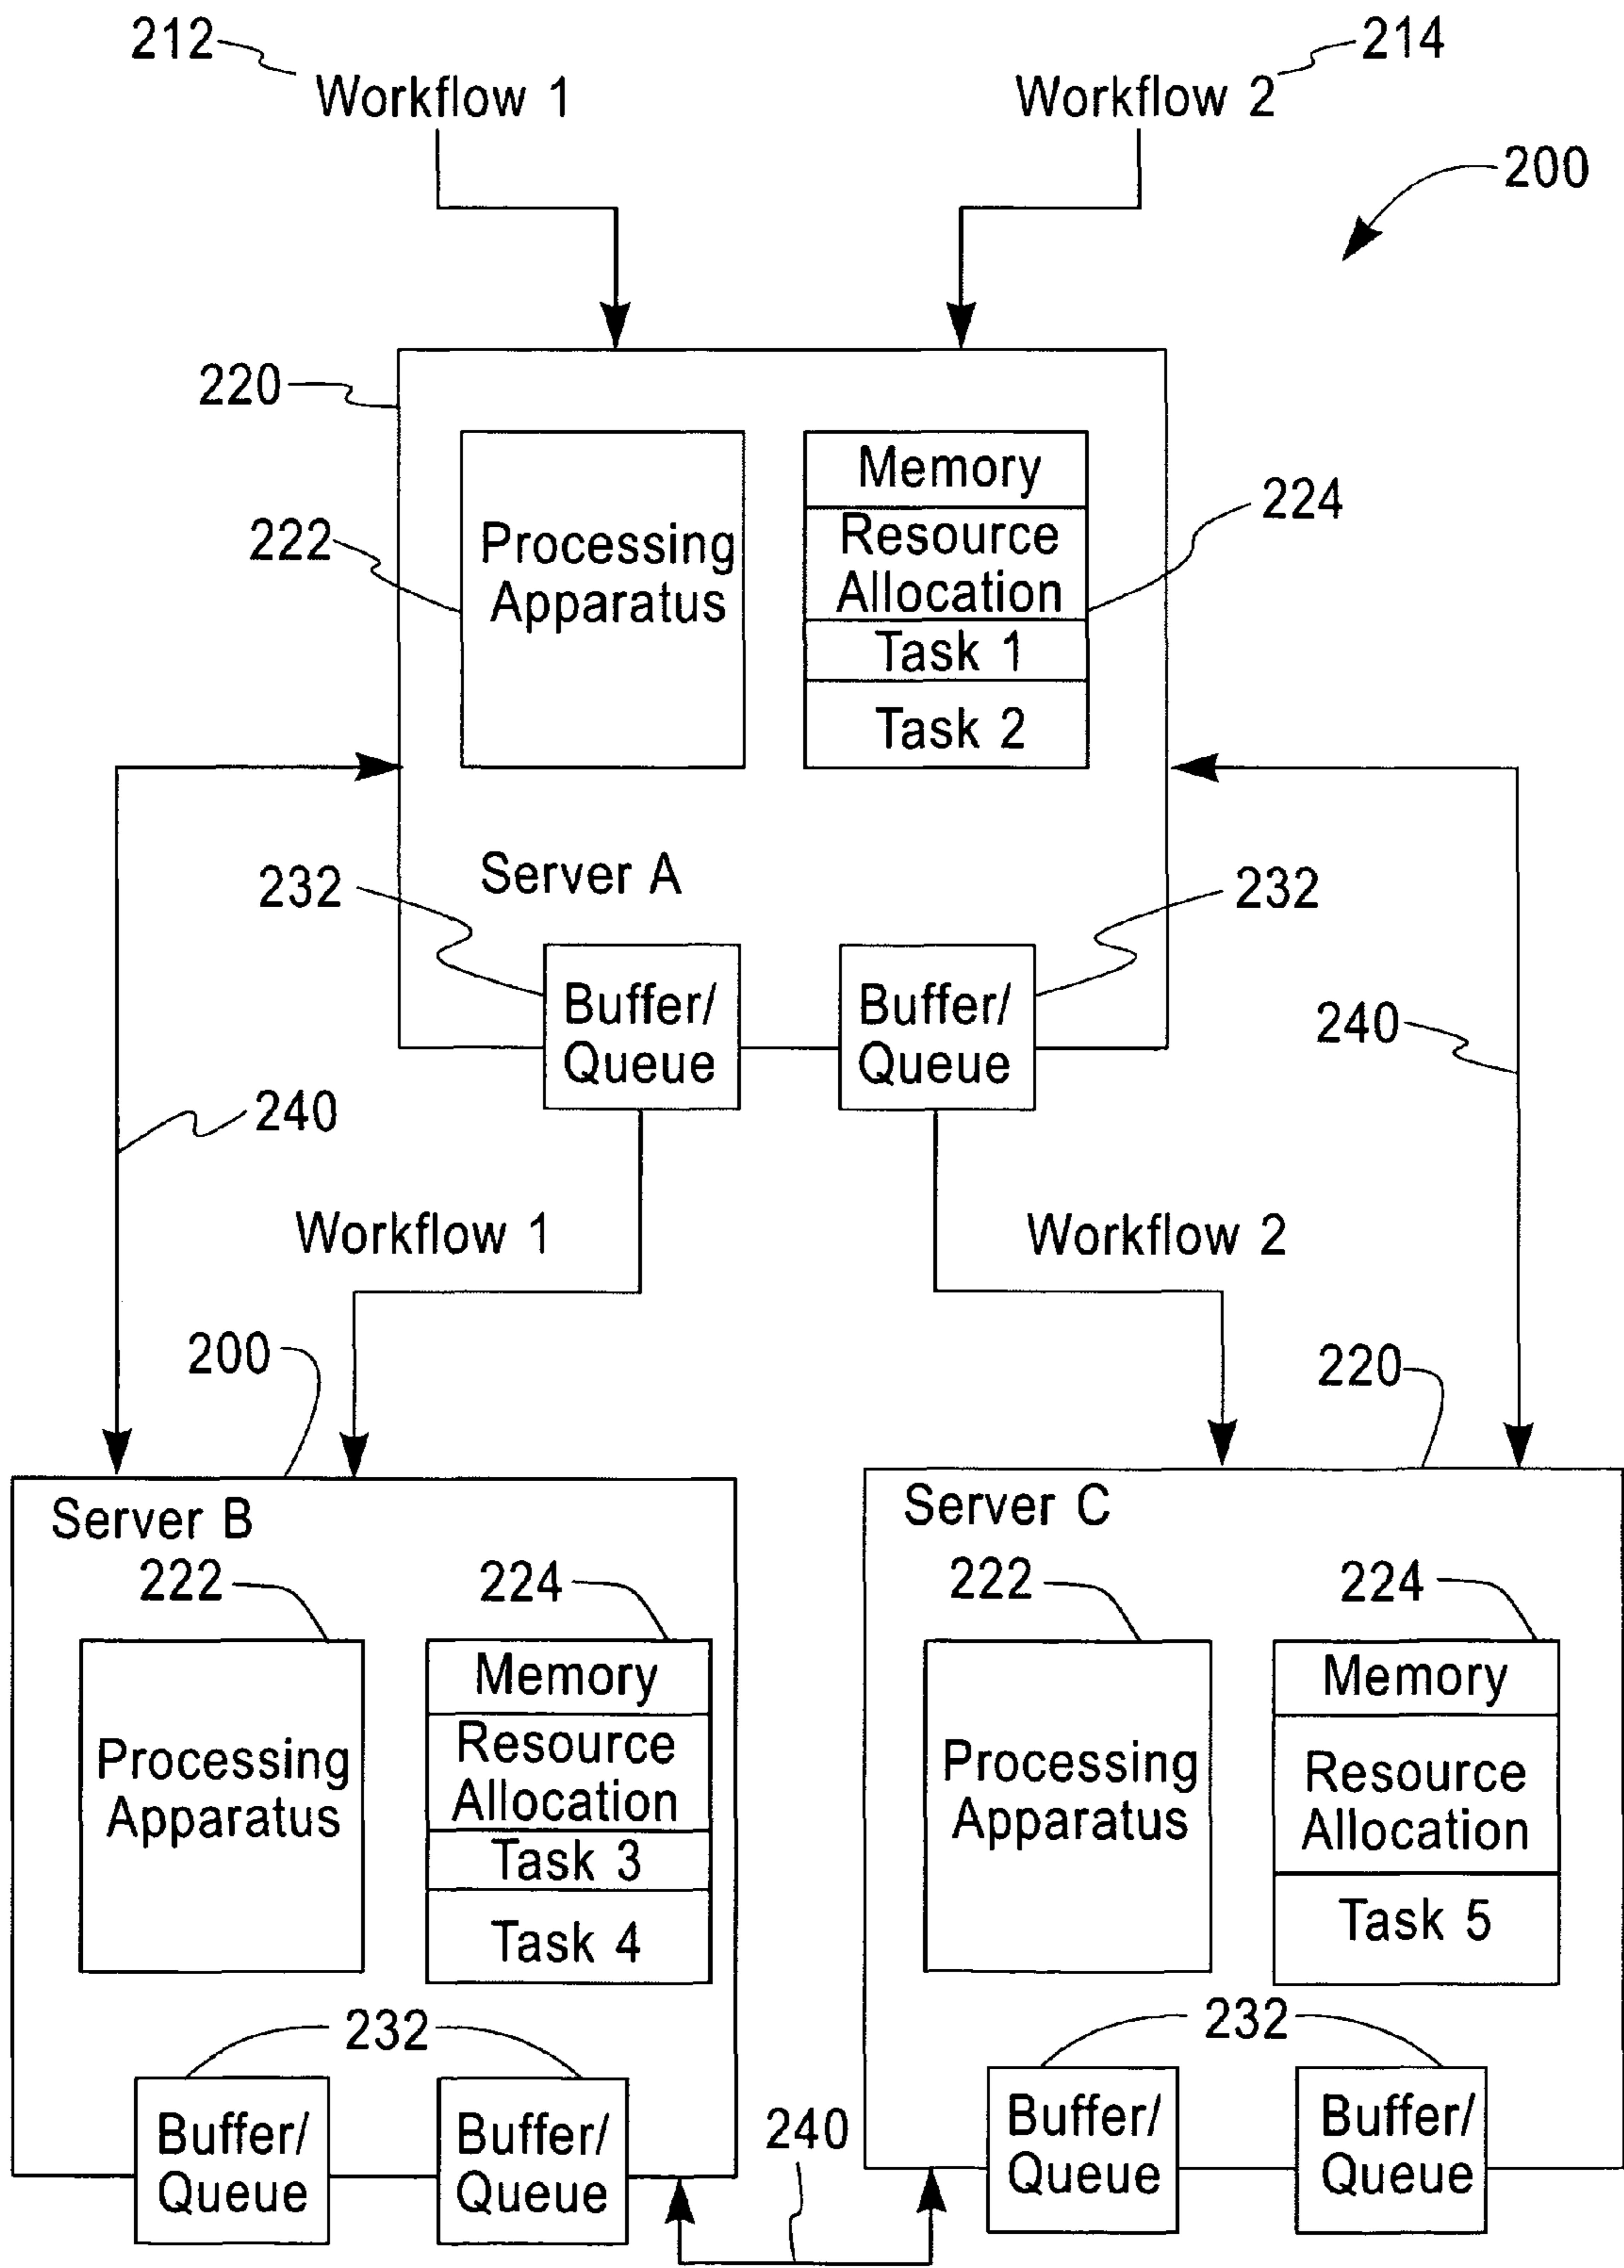 212
214
Workflow 1
Workflow 2
200
220
Memory
224
222
Processing
Apparatus
Resource
Allocation
Task 1
Task 2
Server A
232
232
Buffer/
Queue
Buffer/
Queue
240
240
Workflow 1
Workflow 2
200
220
Server B
Server C
222
224
222
224
Processing
Apparatus
Memory
Resource
Allocation
Task 3
Task 4
Processing
Apparatus
Memory
Resource
Allocation
Task 5
232
232
Buffer/
Queue
Buffer/
Queue
240
Buffer/
Queue
Buffer/
Queue